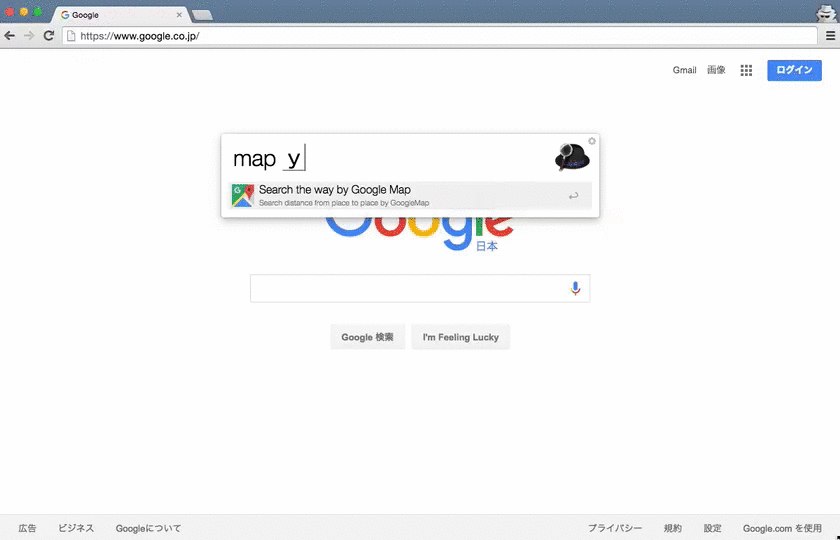 Google
https://www.google.co.jp/
Gmail 画像 ログイン
map y
Search the way by Google Map
Search distance from place to place by GoogleMap
Google
日本
Google 検索 I'm Feeling Lucky
広告 ビジネス Googleについて プライバシー 規約 設定 Google.com を使用